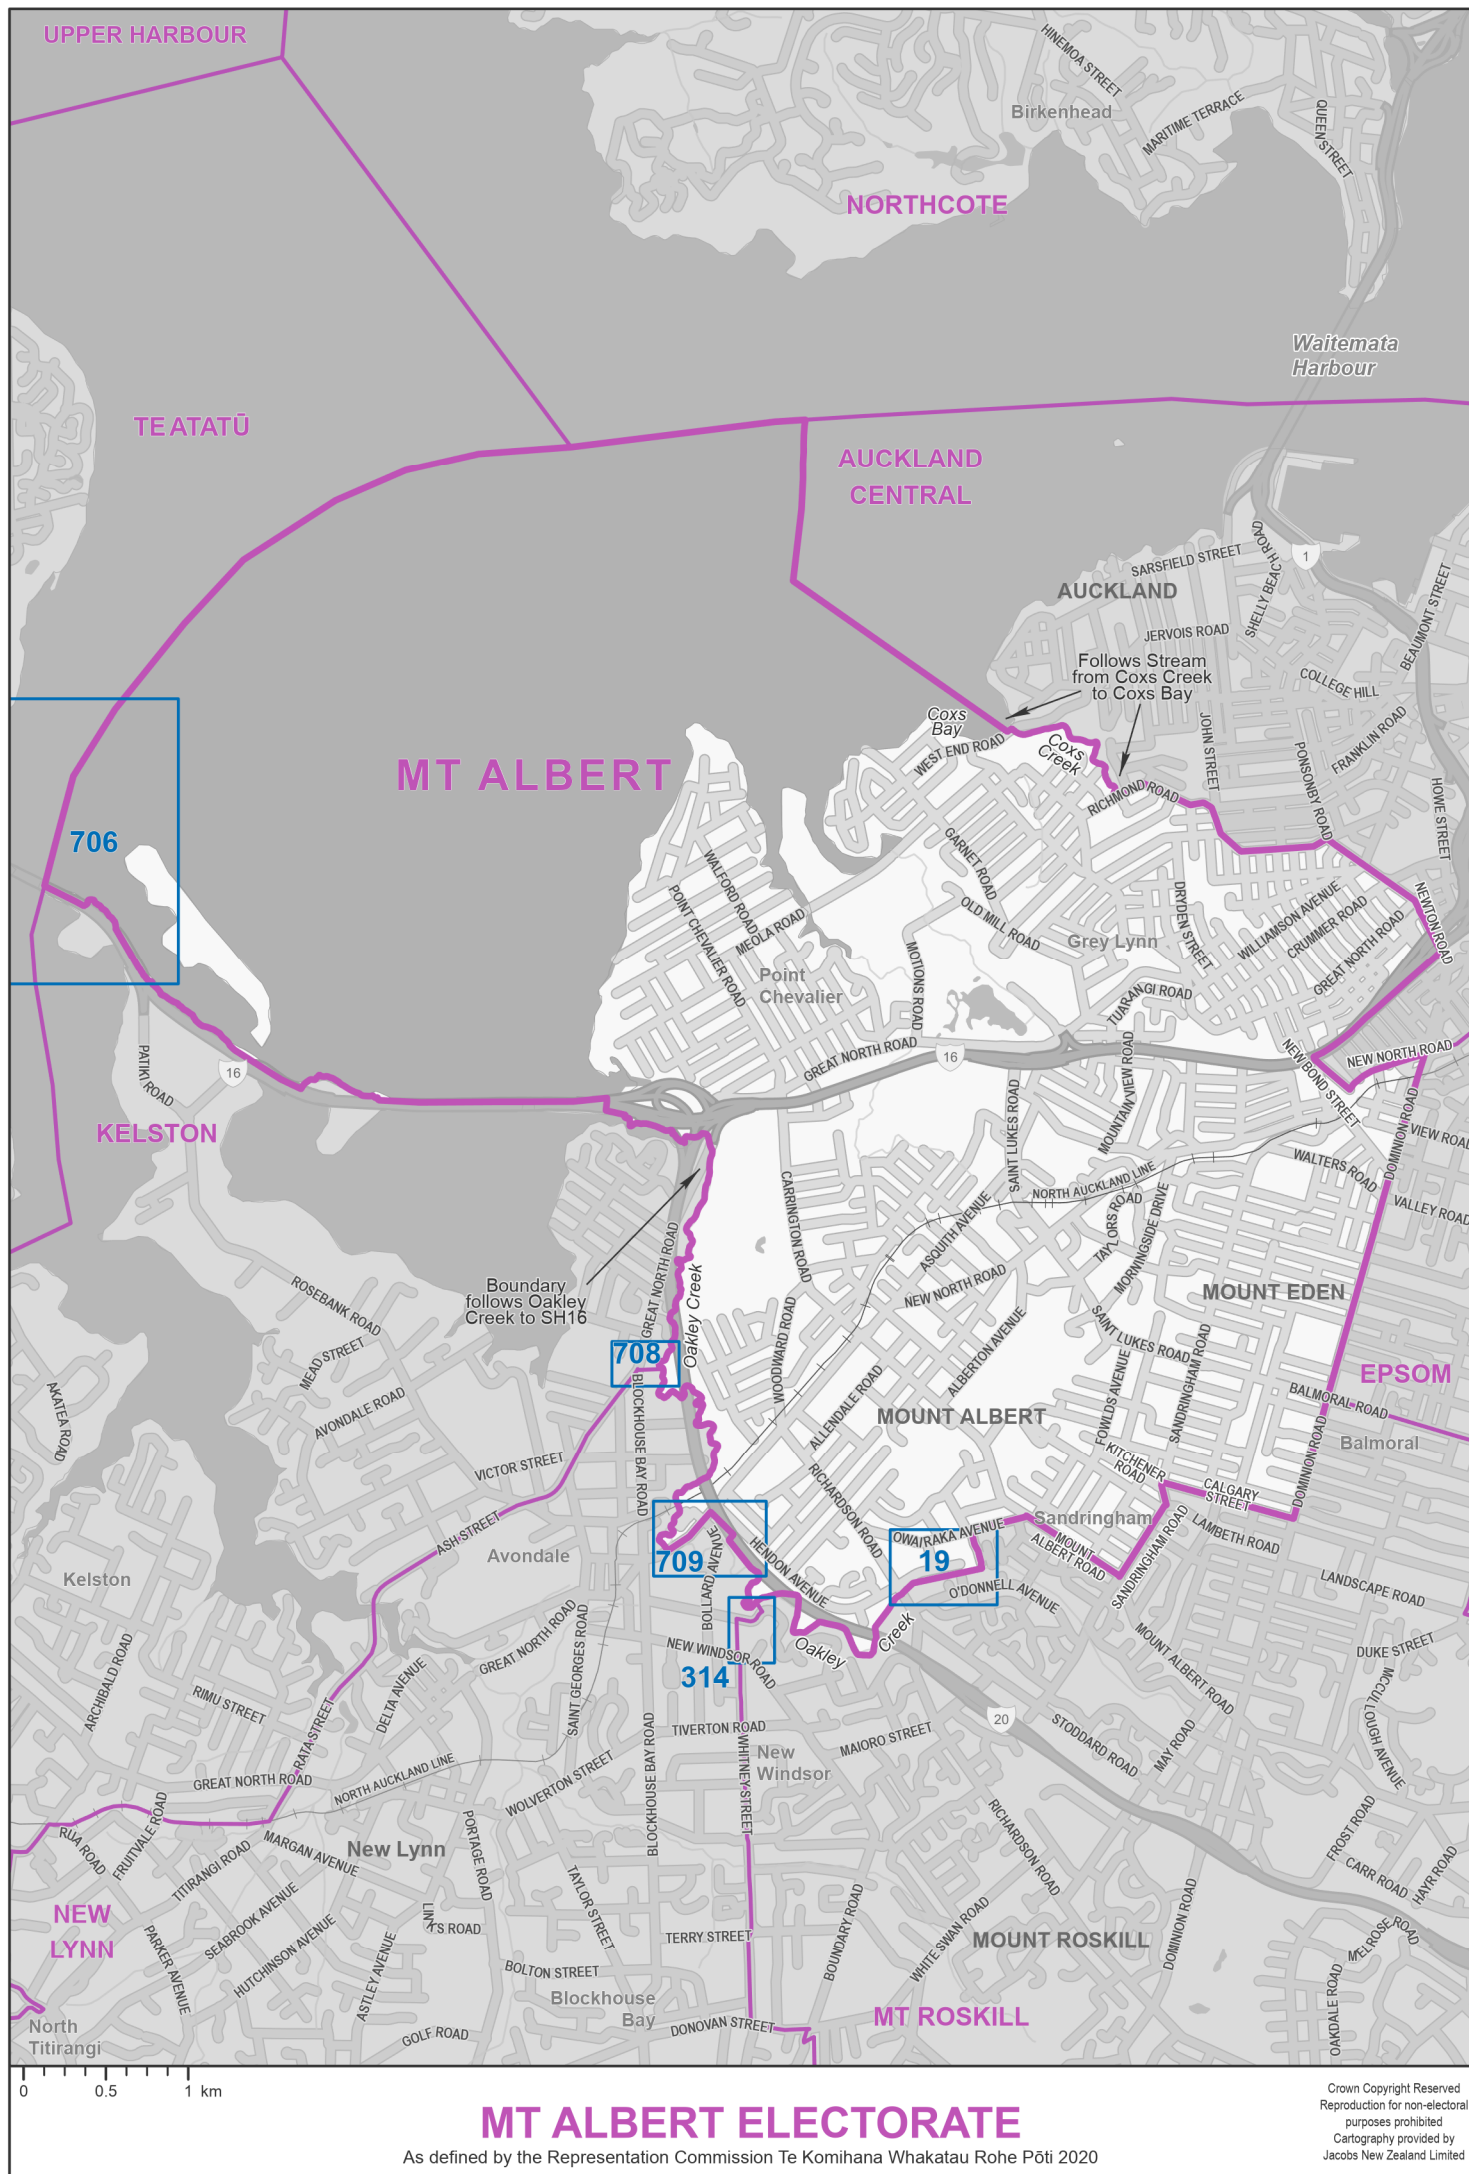 UPPER HARBOUR
HINEMOA STREET
Birkenhead
MARITIME TERRACE
QUEEN STREET
NORTHCOTE
Waitemata
Harbour
TE ATATŪ
AUCKLAND
CENTRAL
SARSFIELD STREET
SHELLY BEACH ROAD
1
BEAUMONT STREET
AUCKLAND
JERVOIS ROAD
Follows Stream
from Coxs Creek
to Coxs Bay
COLLEGE HILL
Coxs
Bay
WEST END ROAD
Coxs
Creek
JOHN STREET
FRANKLIN ROAD
PONSONBY ROAD
RICHMOND ROAD
HOWE STREET
MT ALBERT
706
WALFORD ROAD
POINT CHEVALIER ROAD
MEOLA ROAD
GARNET ROAD
OLD MILL ROAD
DRYDEN STREET
WILLIAMSON AVENUE
CRUMMER ROAD
GREAT NORTH ROAD
NEWTON ROAD
Grey Lynn
Point
Chevalier
MOTIONS ROAD
TUARANGI ROAD
GREAT NORTH ROAD
16
NEW BOND STREET
NEW NORTH ROAD
PATIKI ROAD
16
KELSTON
SAINT LUKES ROAD
MOUNTAIN VIEW ROAD
DOMINION ROAD
VIEW ROAD
WALTERS ROAD
VALLEY ROAD
NORTH AUCKLAND LINE
CARRINGTON ROAD
ASQUITH AVENUE
TAYLORS ROAD
MORNINGSIDE DRIVE
GREAT NORTH ROAD
Oakley Creek
Boundary
follows Oakley
Creek to SH16
ROSEBANK ROAD
MEAD STREET
NEW NORTH ROAD
MOUNT EDEN
WOODWARD ROAD
ALBERTON AVENUE
SAINT LUKES ROAD
708
AKATEA ROAD
AVONDALE ROAD
BLOCKHOUSE BAY ROAD
ALLENDALE ROAD
FOWLDS AVENUE
SANDRINGHAM ROAD
EPSOM
BALMORAL ROAD
MOUNT ALBERT
Balmoral
VICTOR STREET
RICHARDSON ROAD
KITCHENER
ROAD
CALGARY
STREET
DOMINION ROAD
Sandringham
ASH STREET
OWAIRAKA AVENUE
MOUNT
ALBERT ROAD
SANDRINGHAM ROAD
LAMBETH ROAD
Avondale
709
BOLLARD AVENUE
HENDON AVENUE
19
O'DONNELL AVENUE
LANDSCAPE ROAD
Kelston
Oakley
Creek
ARCHIBALD ROAD
GREAT NORTH ROAD
SAINT GEORGES ROAD
NEW WINDSOR ROAD
314
MOUNT ALBERT ROAD
DUKE STREET
RIMU STREET
DELTA AVENUE
RATA STREET
TIVERTON ROAD
MAIORO STREET
20
STODDARD ROAD
MAY ROAD
MCCULLOUGH AVENUE
New
Windsor
WHITNEY STREET
GREAT NORTH ROAD
NORTH AUCKLAND LINE
WOLVERTON STREET
BLOCKHOUSE BAY ROAD
RUA ROAD
FRUITVALE ROAD
TITIRANGI ROAD
MARGAN AVENUE
New Lynn
PORTAGE ROAD
RICHARDSON ROAD
FROST ROAD
CARR ROAD
HAYR ROAD
NEW
LYNN
SEABROOK AVENUE
HUTCHINSON AVENUE
PARKER AVENUE
ASTLEY AVENUE
LINKS ROAD
TAYLOR STREET
TERRY STREET
BOUNDARY ROAD
WHITE SWAN ROAD
MOUNT ROSKILL
DOMINION ROAD
MELROSE ROAD
BOLTON STREET
Blockhouse
Bay
DONOVAN STREET
MT ROSKILL
OAKDALE ROAD
North
Titirangi
GOLF ROAD
0 0.5 1 km
MT ALBERT ELECTORATE
As defined by the Representation Commission Te Komihana Whakatau Rohe Pōti 2020
Crown Copyright Reserved
Reproduction for non-electoral
purposes prohibited
Cartography provided by
Jacobs New Zealand Limited